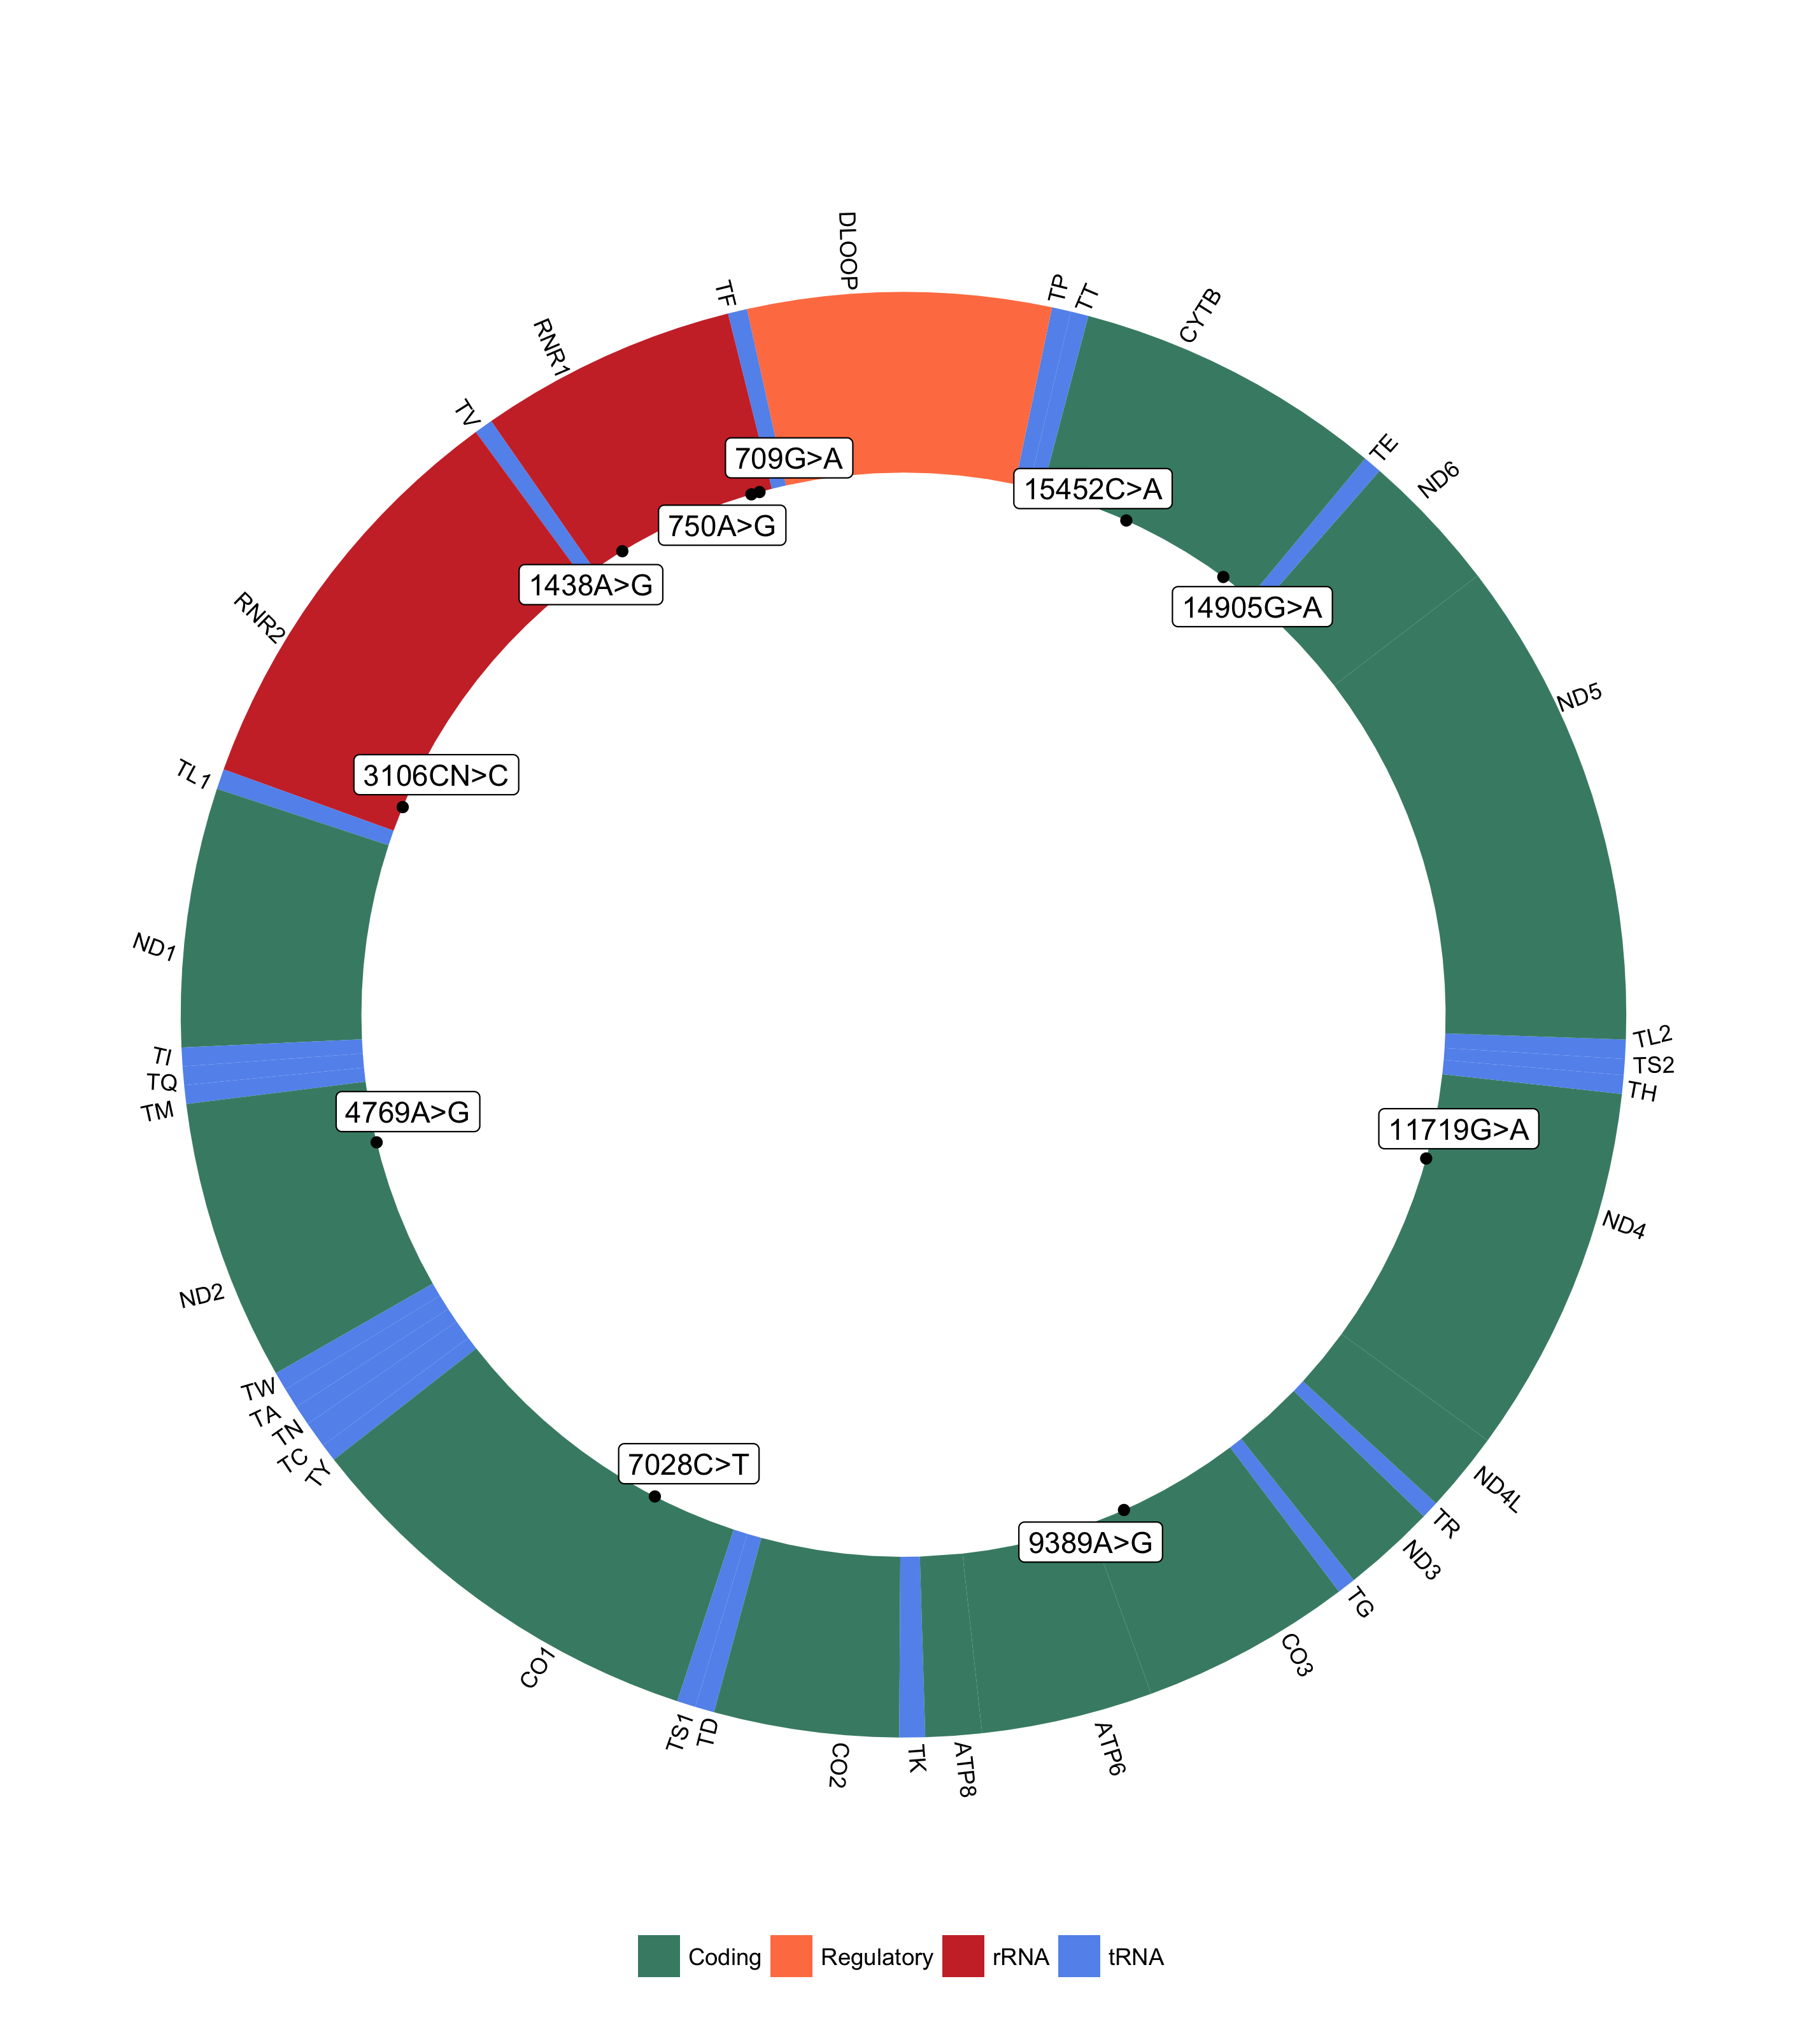 DLOOP
TP
TT
CYTB
TE
ND6
ND5
TL2
TS2
TH
ND4
ND4L
TR
ND3
TG
CO3
ATP6
ATP8
TK
CO2
TD
TS1
CO1
TY
TC
TN
TA
TW
ND2
TM
TQ
TI
ND1
TL1
RNR2
TV
RNR1
TF
709G>A
750A>G
1438A>G
3106CN>C
4769A>G
7028C>T
9389A>G
11719G>A
14905G>A
15452C>A
Coding Regulatory rRNA tRNA